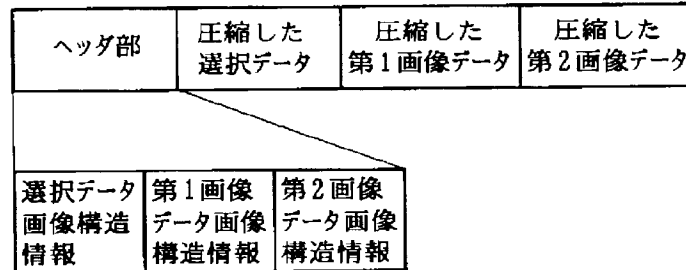 ヘッダ部
圧縮した
選択データ
圧縮した
第1画像データ
圧縮した
第2画像データ
選択データ
画像構造
情報
第1画像
データ画像
構造情報
第2画像
データ画像
構造情報